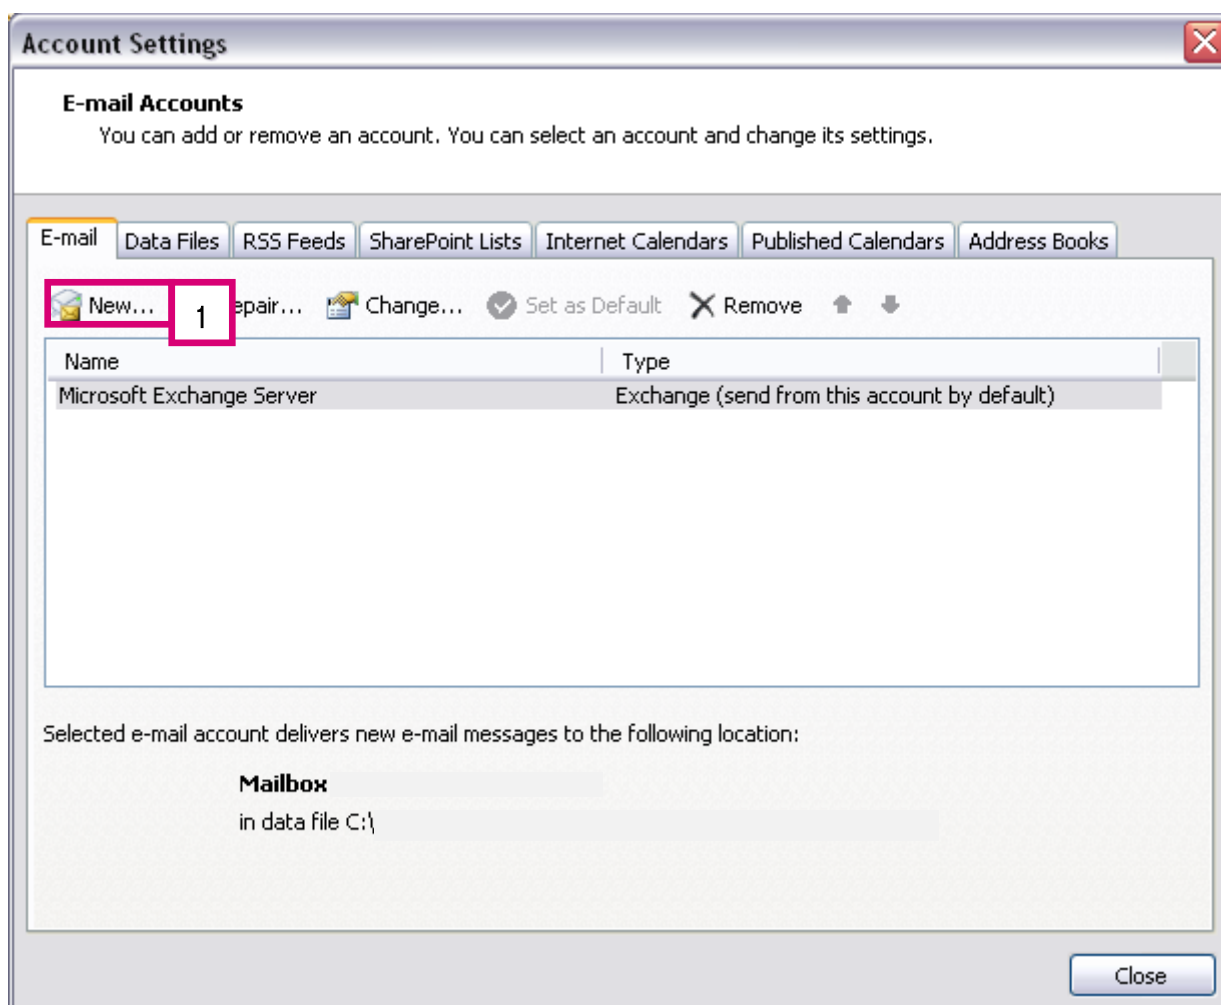 Account Settings
E-mail Accounts
You can add or remove an account. You can select an account and change its settings.
E-mail Data Files RSS Feeds SharePoint Lists Internet Calendars Published Calendars Address Books
New... 1 epair... Change... Set as Default Remove
Name Type
Microsoft Exchange Server Exchange (send from this account by default)
Selected e-mail account delivers new e-mail messages to the following location:
Mailbox
in data file C:\
Close